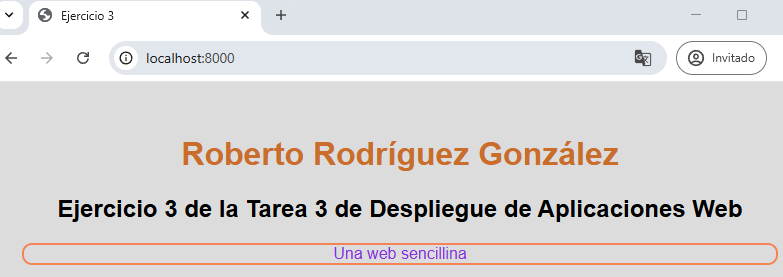 Ejercicio 3
localhost:8000
Invitado
Roberto Rodríguez González
Ejercicio 3 de la Tarea 3 de Despliegue de Aplicaciones Web
Una web sencillina